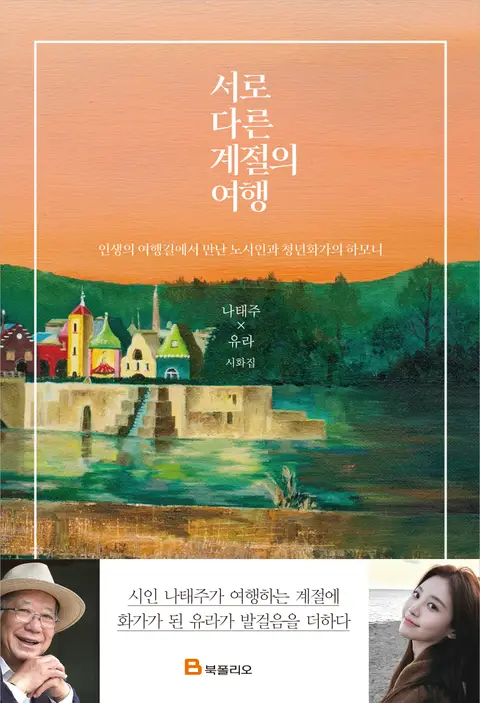 서로
다른
계절의
여행
인생의 여행길에서 만난 노시인과 청년화가의 하모니
나태주
×
유라
시화집
시인 나태주가 여행하는 계절에
화가가 된 유라가 발걸음을 더하다
B 북폴리오